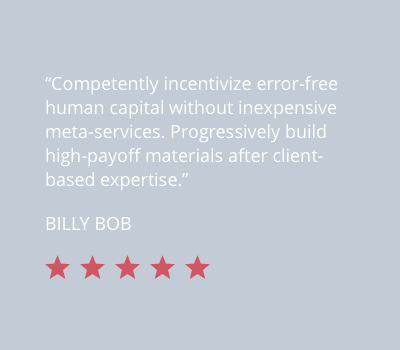 “Competently incentivize error-free
human capital without inexpensive
meta-services. Progressively build
high-payoff materials after client-
based expertise.”
BILLY BOB